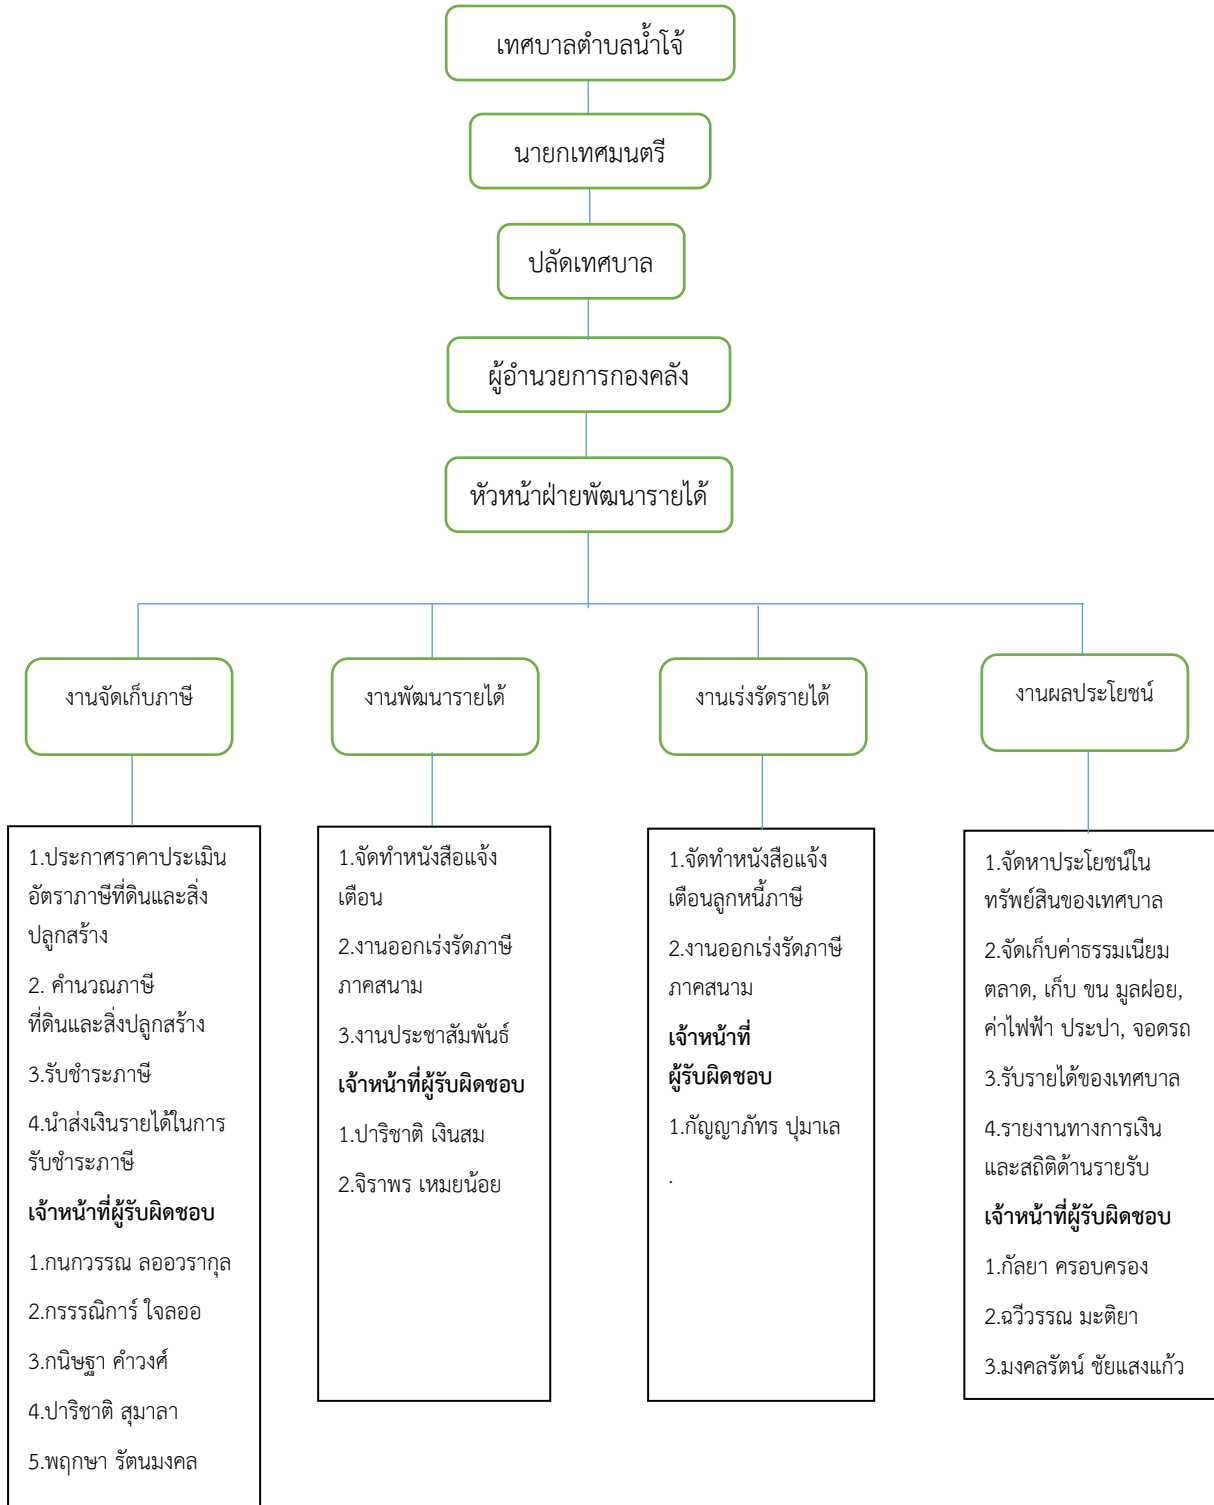 เทศบาลตำบลน้ำโจ้
นายกเทศมนตรี
ปลัดเทศบาล
ผู้อำนวยการกองคลัง
หัวหน้าฝ่ายพัฒนารายได้
งานจัดเก็บภาษี
งานพัฒนารายได้
งานเร่งรัดรายได้
งานผลประโยชน์
1.ประกาศราคาประเมิน
อัตราภาษีที่ดินและสิ่ง
ปลูกสร้าง
2. คำนวณภาษี
ที่ดินและสิ่งปลูกสร้าง
3.รับชำระภาษี
4.นำส่งเงินรายได้ในการ
รับชำระภาษี
เจ้าหน้าที่ผู้รับผิดชอบ
1.กนกวรรณ ลออวรากุล
2.กรรรณิการ์ ใจลออ
3.กนิษฐา คำวงศ์
4.ปาริชาติ สุมาลา
5.พฤกษา รัตนมงคล
1.จัดทำหนังสือแจ้ง
เตือน
2.งานออกเร่งรัดภาษี
ภาคสนาม
3.งานประชาสัมพันธ์
เจ้าหน้าที่ผู้รับผิดชอบ
1.ปาริชาติ เงินสม
2.จิราพร เหมยน้อย
1.จัดทำหนังสือแจ้ง
เตือนลูกหนี้ภาษี
2.งานออกเร่งรัดภาษี
ภาคสนาม
เจ้าหน้าที่
ผู้รับผิดชอบ
1.กัญญาภัทร ปุมาเล
.
1.จัดหาประโยชน์ใน
ทรัพย์สินของเทศบาล
2.จัดเก็บค่าธรรมเนียม
ตลาด, เก็บ ขน มูลฝอย,
ค่าไฟฟ้า ประปา, จอดรถ
3.รับรายได้ของเทศบาล
4.รายงานทางการเงิน
และสถิติด้านรายรับ
เจ้าหน้าที่ผู้รับผิดชอบ
1.กัลยา ครอบครอง
2.ฉวีวรรณ มะติยา
3.มงคลรัตน์ ชัยแสงแก้ว